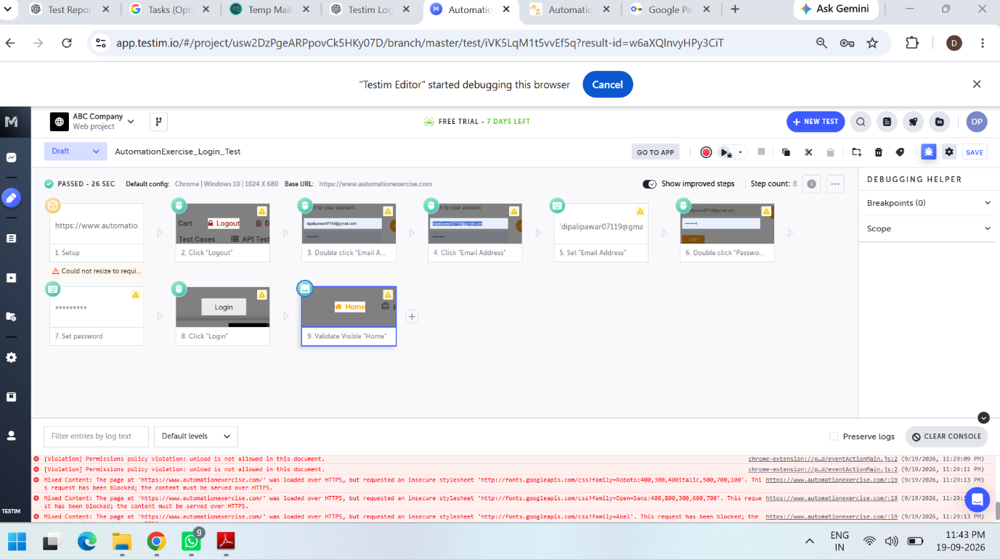 Test Repor
Tasks (Opt
Temp Mail
Testim Log
Automatio
Automatio
Google Pa
Ask Gemini
app.testim.io/#/project/usw2DzPgeARPpovCk5HKy07D/branch/master/test/iVK5LqM1t5vvEf5q?result-id=w6aXQlnvyHPy3CiT
D
"Testim Editor" started debugging this browser
Cancel
ABC Company
Web project
FREE TRIAL - 7 DAYS LEFT
+ NEW TEST
DP
Draft
AutomationExercise_Login_Test
GO TO APP
SAVE
PASSED - 26 SEC
Default config: Chrome | Windows 10 | 1024 X 680
Base URL: https://www.automationexercise.com
Show improved steps
Step count: 8
DEBUGGING HELPER
Breakpoints (0)
Scope
https://www.automatio
1. Setup
Could not resize to requi...
Cart
Logout
D
Test Cases
API Test
2. Click "Logout"
n to your account
dipalipawar07119@gmail.com
3. Double click "Email A...
n to your account
dipalipawar07119@gmail.com
4. Click "Email Address"
'dipalipawar07119@gma
5. Set "Email Address"
dipalipawar07119@gmail.com
Login
6. Double click "Passwo...
*********
7. Set password
Login
8. Click "Login"
Home
9. Validate Visible "Home"
Filter entries by log text
Default levels
Preserve logs
CLEAR CONSOLE
[Violation] Permissions policy violation: unload is not allowed in this document. chrome-extension://p…d/eventActionMain.js:2 (9/19/2026, 11:29:09 PM)
[Violation] Permissions policy violation: unload is not allowed in this document. chrome-extension://p…d/eventActionMain.js:2 (9/19/2026, 11:29:11 PM)
Mixed Content: The page at 'https://www.automationexercise.com/' was loaded over HTTPS, but requested an insecure stylesheet 'http://fonts.googleapis.com/css?family=Roboto:400,300,400italic,500,700,100'. Thi https://www.automationexercise.com/:19 (9/19/2026, 11:29:13 PM)
s request has been blocked; the content must be served over HTTPS.
Mixed Content: The page at 'https://www.automationexercise.com/' was loaded over HTTPS, but requested an insecure stylesheet 'http://fonts.googleapis.com/css?family=Open+Sans:400,800,300,600,700'. This reque https://www.automationexercise.com/:19 (9/19/2026, 11:29:1
st has been blocked; the content must be served over HTTPS.
Mixed Content: The page at 'https://www.automationexercise.com/' was loaded over HTTPS, but requested an insecure stylesheet 'http://fonts.googleapis.com/css?family=Abel'. This request has been blocked; the https://www.automationexercise.com/:19 (9/19/2026, 11:29:13 PM)
TESTIM
9
ENG
IN
11:43 PM
19-09-2026